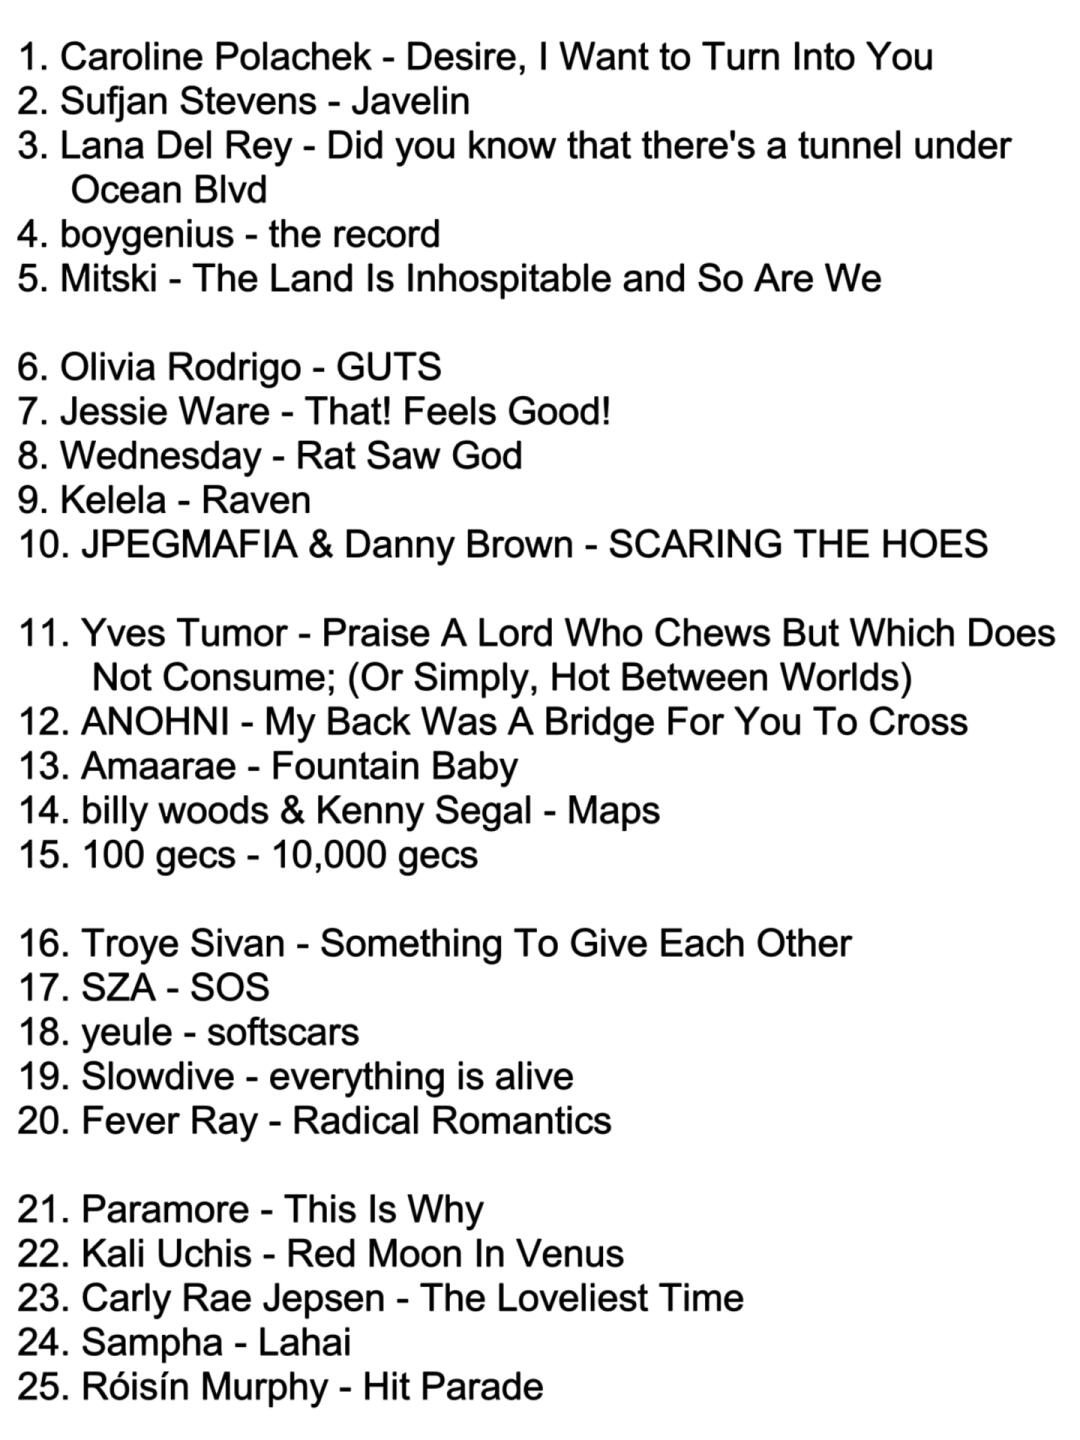 1. Caroline Polachek - Desire, I Want to Turn Into You
2. Sufjan Stevens - Javelin
3. Lana Del Rey - Did you know that there's a tunnel under
Ocean Blvd
4. boygenius - the record
5. Mitski - The Land Is Inhospitable and So Are We
6. Olivia Rodrigo - GUTS
7. Jessie Ware - That! Feels Good!
8. Wednesday - Rat Saw God
9. Kelela - Raven
10. JPEGMAFIA & Danny Brown - SCARING THE HOES
11. Yves Tumor - Praise A Lord Who Chews But Which Does
Not Consume; (Or Simply, Hot Between Worlds)
12. ANOHNI - My Back Was A Bridge For You To Cross
13. Amaarae - Fountain Baby
14. billy woods & Kenny Segal - Maps
15. 100 gecs - 10,000 gecs
16. Troye Sivan - Something To Give Each Other
17. SZA - SOS
18. yeule - softscars
19. Slowdive - everything is alive
20. Fever Ray - Radical Romantics
21. Paramore - This Is Why
22. Kali Uchis - Red Moon In Venus
23. Carly Rae Jepsen - The Loveliest Time
24. Sampha - Lahai
25. Róisín Murphy - Hit Parade